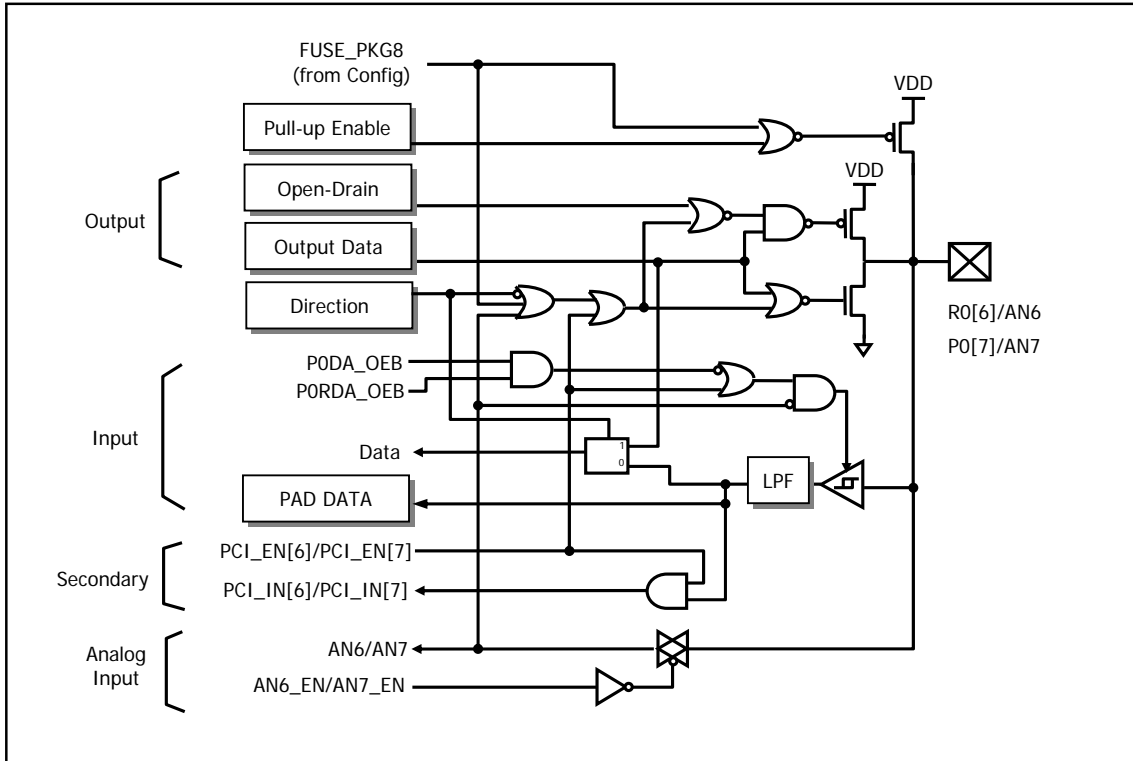 FUSE_PKG8
(from Config)
VDD
Pull-up Enable
VDD
Open-Drain
Output
Output Data
Direction
R0[6]/AN6
P0[7]/AN7
P0DA_OEB
P0RDA_OEB
Input
Data
1
0
LPF
PAD DATA
PCI_EN[6]/PCI_EN[7]
Secondary
PCI_IN[6]/PCI_IN[7]
Analog
Input
AN6/AN7
AN6_EN/AN7_EN